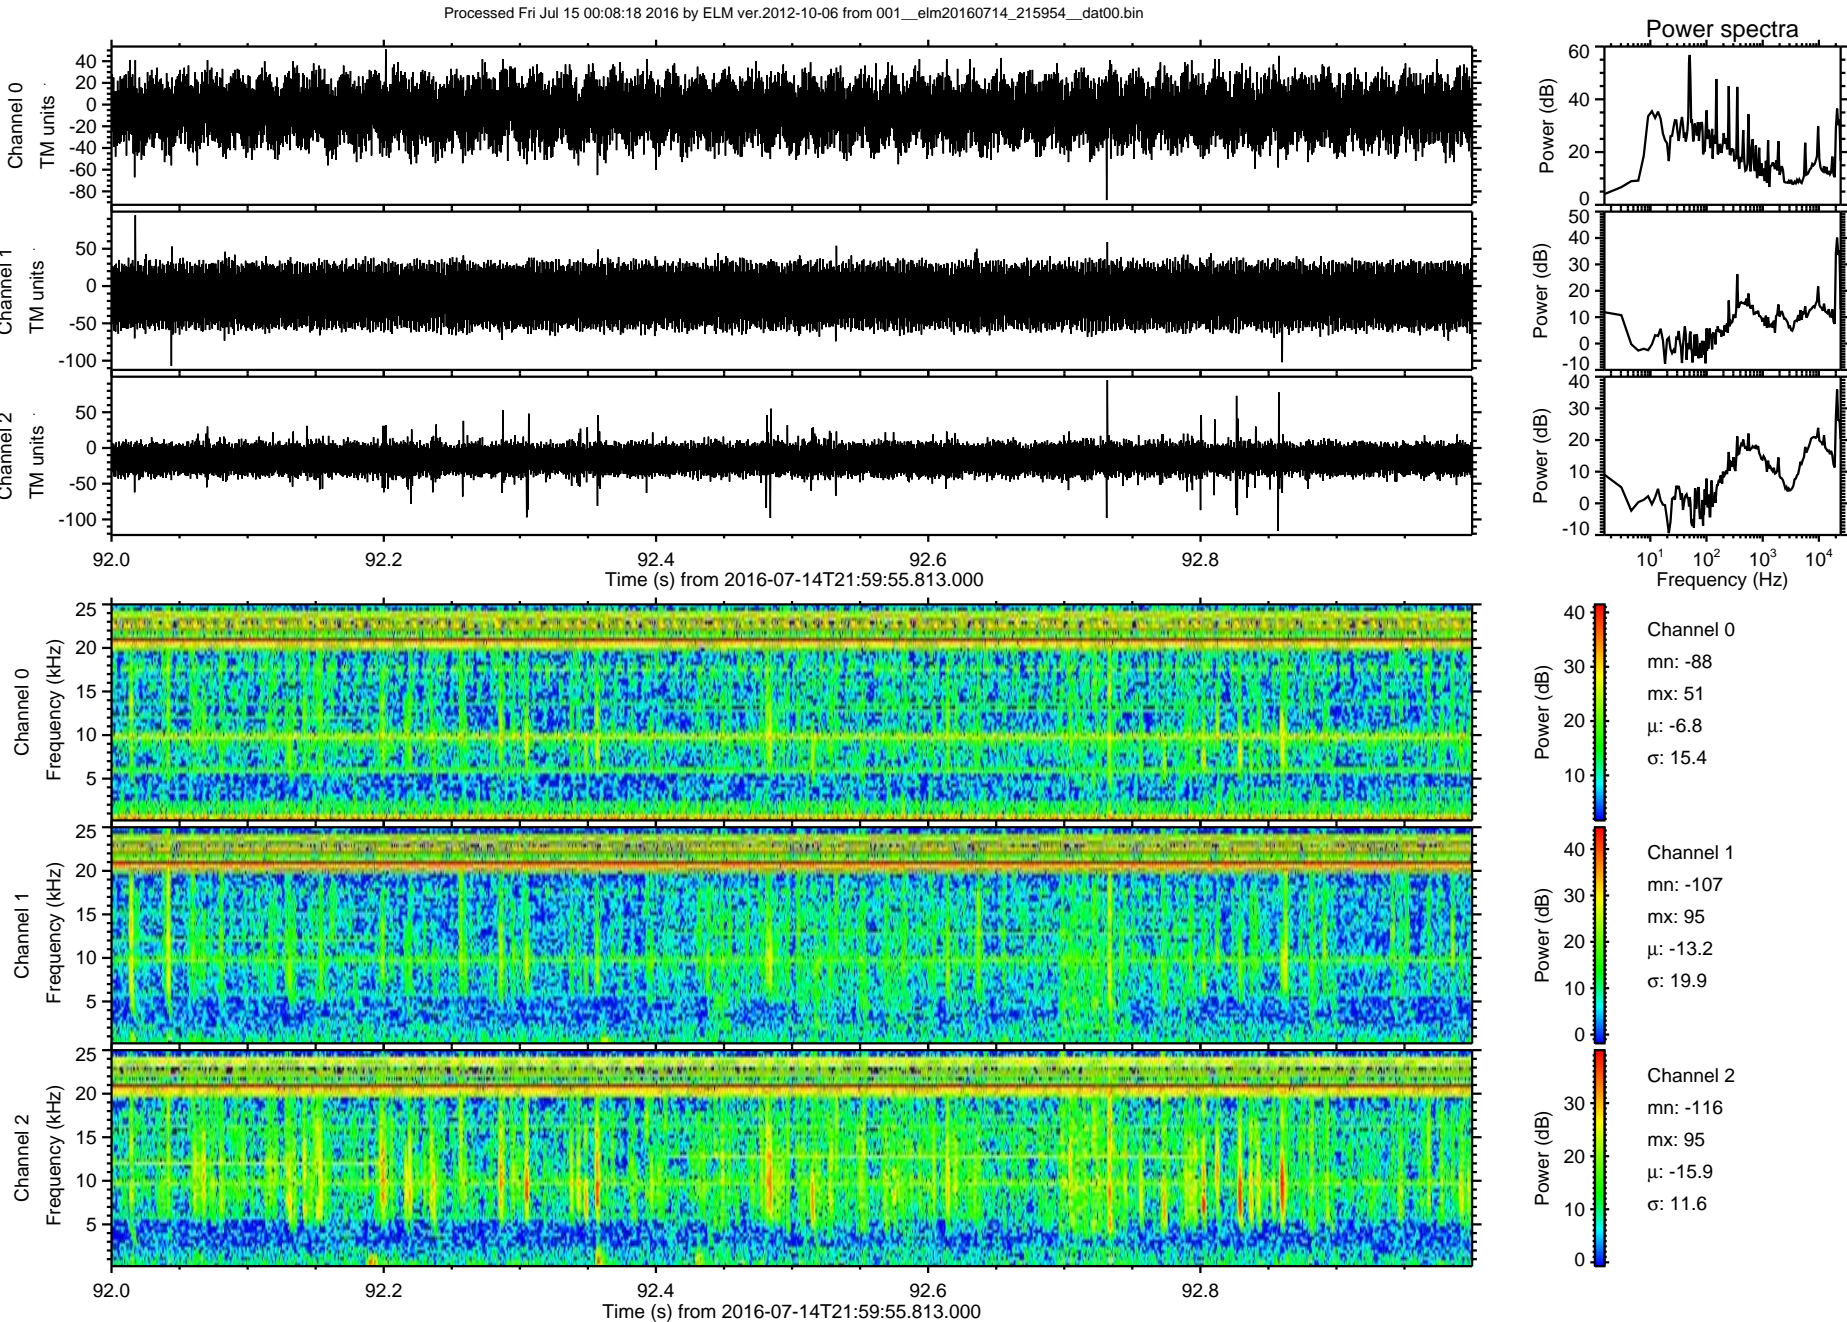 Processed Fri Jul 15 00:08:18 2016 by ELM ver.2012-10-06 from 001__elm20160714_215954__dat00.bin
Power spectra
Channel 0
TM units
40
20
0
-20
-40
-60
-80
Power (dB)
60
40
20
0
Channel 1
TM units
50
0
-50
-100
Power (dB)
50
40
30
20
10
0
-10
Channel 2
TM units
50
0
-50
-100
Power (dB)
40
30
20
10
0
-10
92.0 92.2 92.4 92.6 92.8
Time (s) from 2016-07-14T21:59:55.813.000
10^1 10^2 10^3 10^4
Frequency (Hz)
Channel 0
Frequency (kHz)
25
20
15
10
5
Power (dB)
40
30
20
10
Channel 0
mn: -88
mx: 51
μ: -6.8
σ: 15.4
Channel 1
Frequency (kHz)
25
20
15
10
5
Power (dB)
40
30
20
10
0
Channel 1
mn: -107
mx: 95
μ: -13.2
σ: 19.9
Channel 2
Frequency (kHz)
25
20
15
10
5
Power (dB)
30
20
10
0
Channel 2
mn: -116
mx: 95
μ: -15.9
σ: 11.6
92.0 92.2 92.4 92.6 92.8
Time (s) from 2016-07-14T21:59:55.813.000